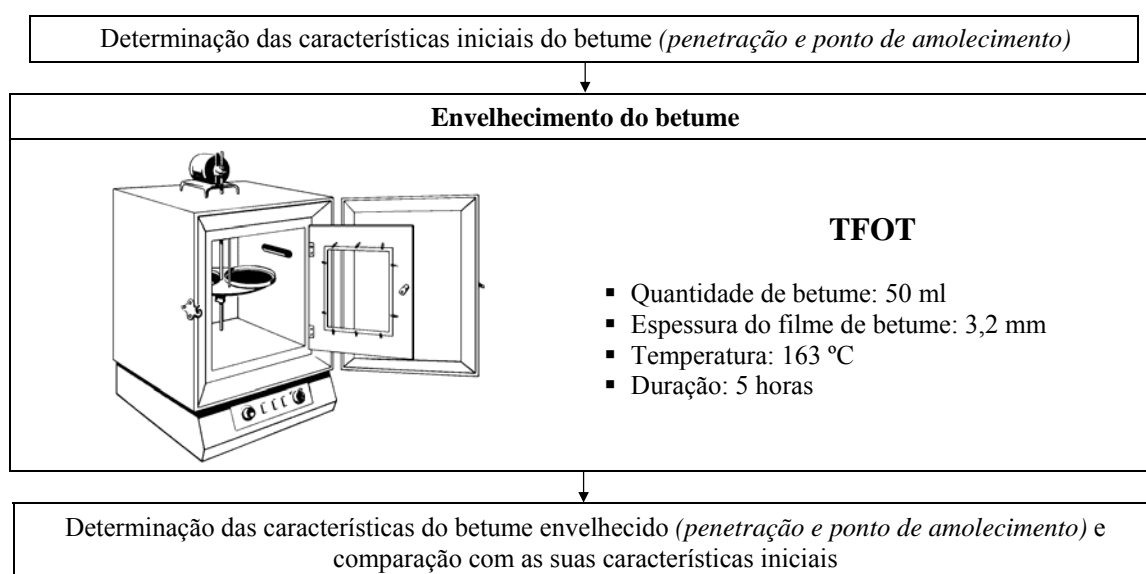 Determinação das características iniciais do betume (penetração e ponto de amolecimento)
Envelhecimento do betume
TFOT
▪ Quantidade de betume: 50 ml
▪ Espessura do filme de betume: 3,2 mm
▪ Temperatura: 163 ºC
▪ Duração: 5 horas
Determinação das características do betume envelhecido (penetração e ponto de amolecimento) e
comparação com as suas características iniciais